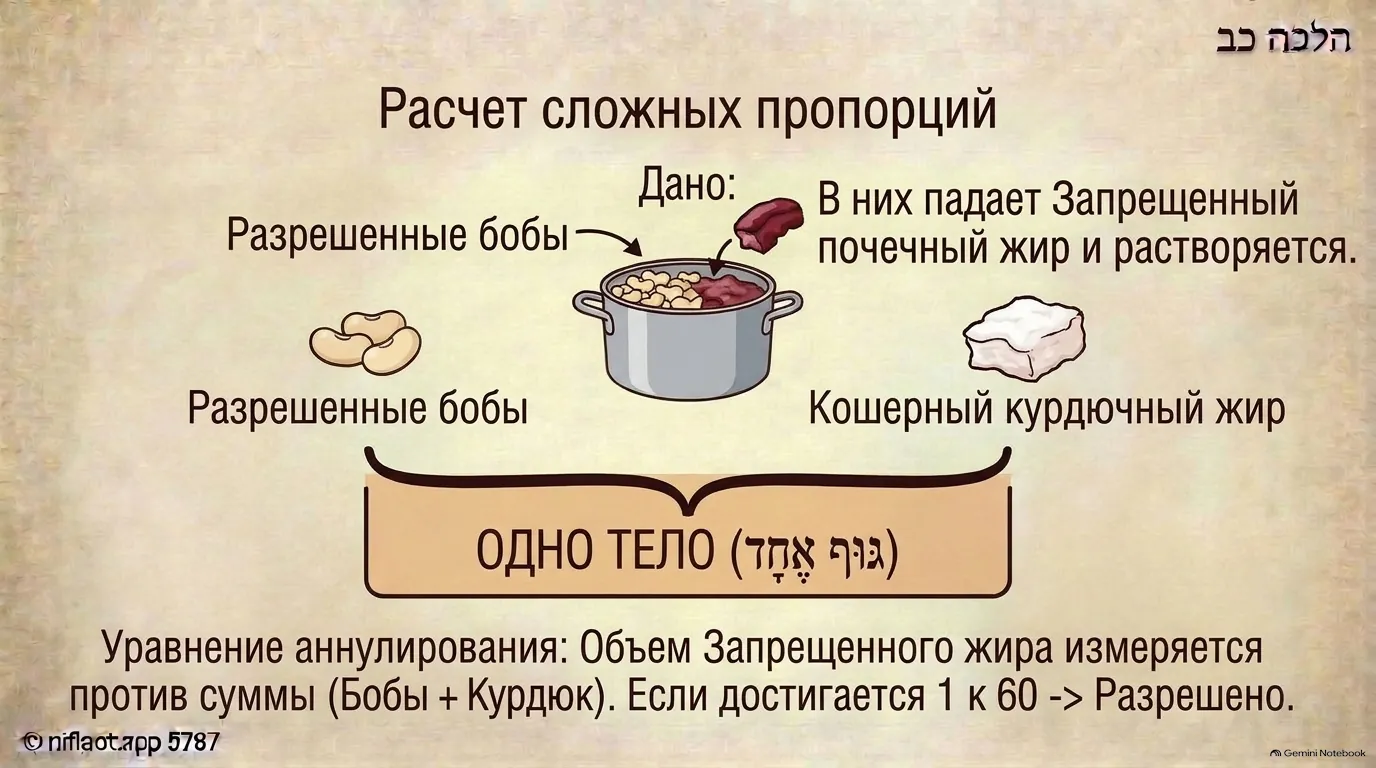 הלכה כב
Расчет сложных пропорций
Дано:
Разрешенные бобы
В них падает Запрещенный
почечный жир и растворяется.
Разрешенные бобы
Кошерный курдючный жир
ОДНО ТЕЛО (גּוּף אֶחָד)
Уравнение аннулирования: Объем Запрещенного жира измеряется
против суммы (Бобы + Курдюк). Если достигается 1 к 60 -> Разрешено.
© niflaot.app 5787
Gemini Notebook